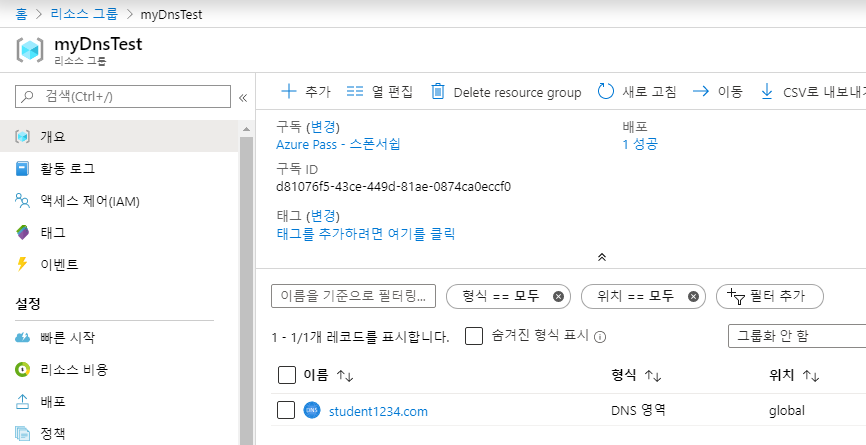 홈 > 리소스 그룹 > myDnsTest
myDnsTest
리소스 그룹
검색(Ctrl+/)
개요
활동 로그
액세스 제어(IAM)
태그
이벤트
설정
빠른 시작
리소스 비용
배포
정책
추가 열 편집 Delete resource group 새로 고침 이동 CSV로 내보내기
구독 (변경)
Azure Pass - 스폰서쉽
배포
1 성공
구독 ID
d81076f5-43ce-449d-81ae-0874ca0eccf0
태그 (변경)
태그를 추가하려면 여기를 클릭
이름을 기준으로 필터링... 형식 == 모두 위치 == 모두 필터 추가
1 - 1/1개 레코드를 표시합니다. 숨겨진 형식 표시 그룹화 안 함
이름 ↑↓ 형식 ↑↓ 위치 ↑↓
DNS student1234.com DNS 영역 global